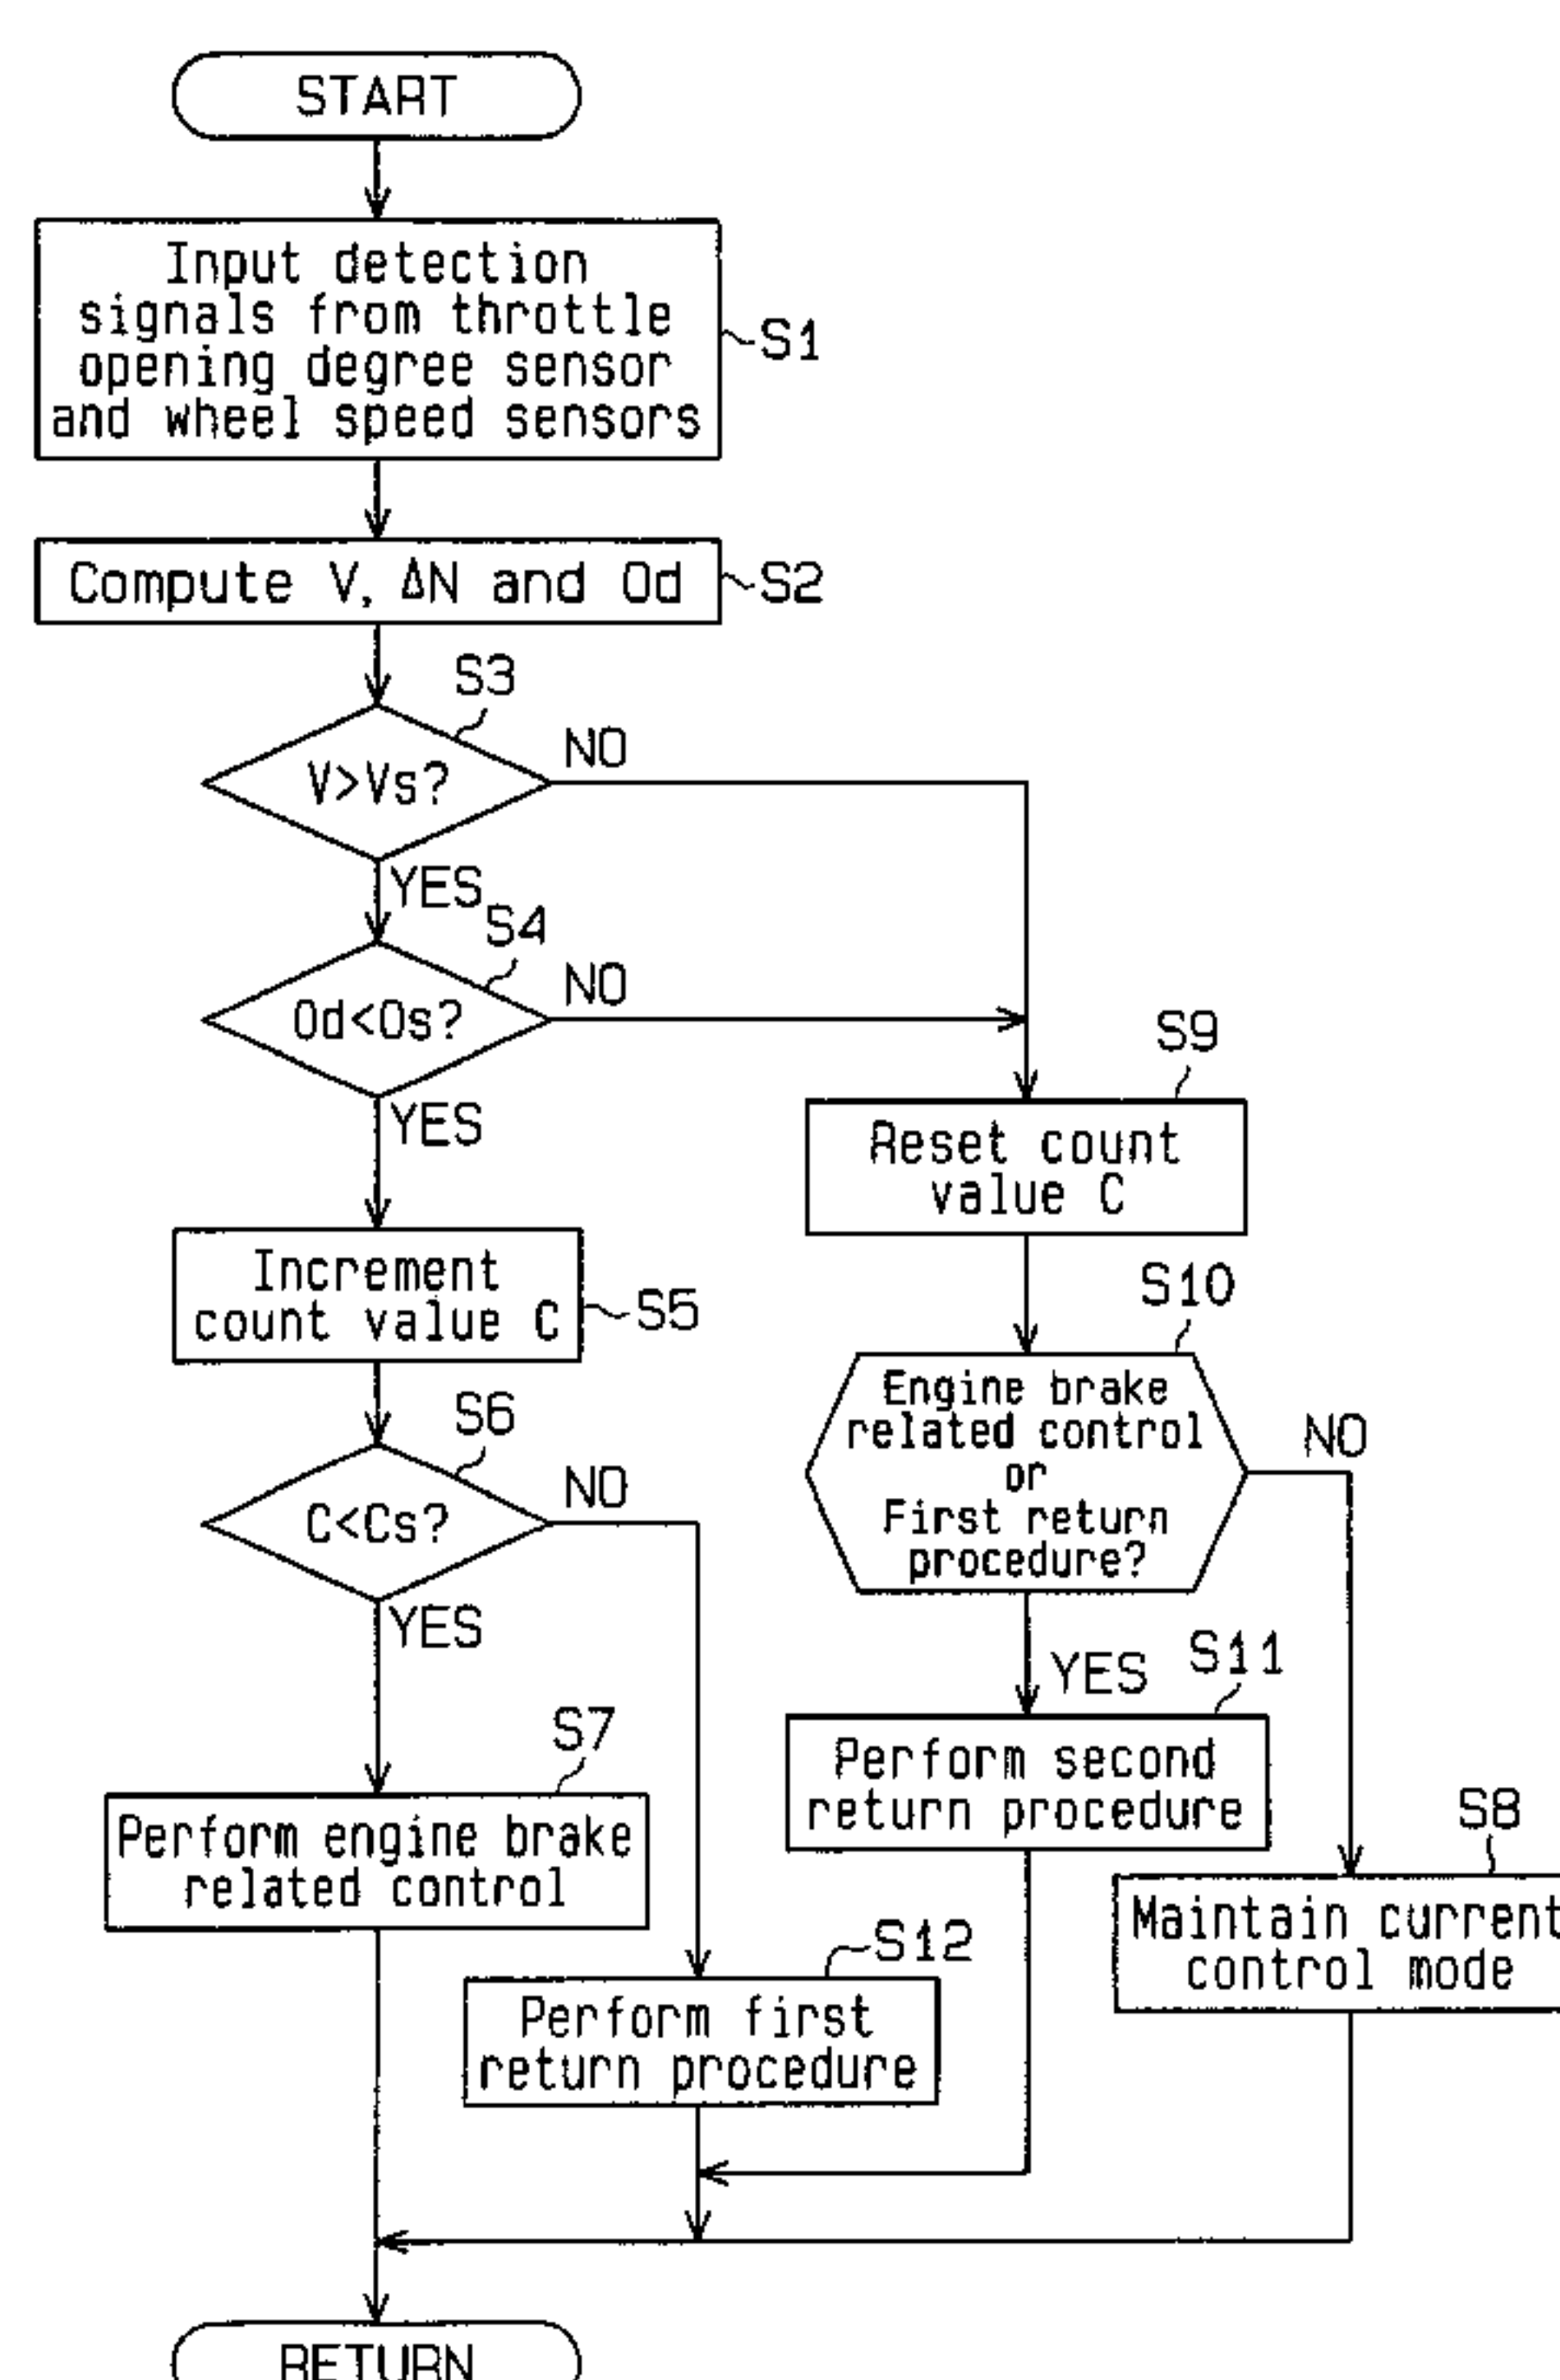 START
Input detection
signals from throttle
opening degree sensor
and wheel speed sensors
S1
Compute V, ΔN and Od
S2
S3
V>Vs?
NO
YES
S4
Od<Os?
NO
YES
S9
Reset count
value C
Increment
count value C
S5
S10
Engine brake
related control
or
First return
procedure?
NO
YES
S6
C<Cs?
NO
YES
S11
Perform second
return procedure
S7
Perform engine brake
related control
S8
Maintain current
control mode
S12
Perform first
return procedure
RETURN